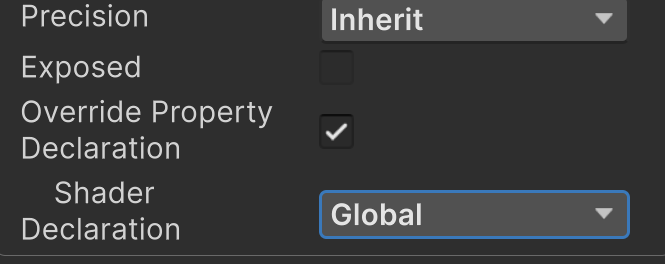 Precision
Inherit
Exposed
Override Property
Declaration
Shader
Declaration
Global